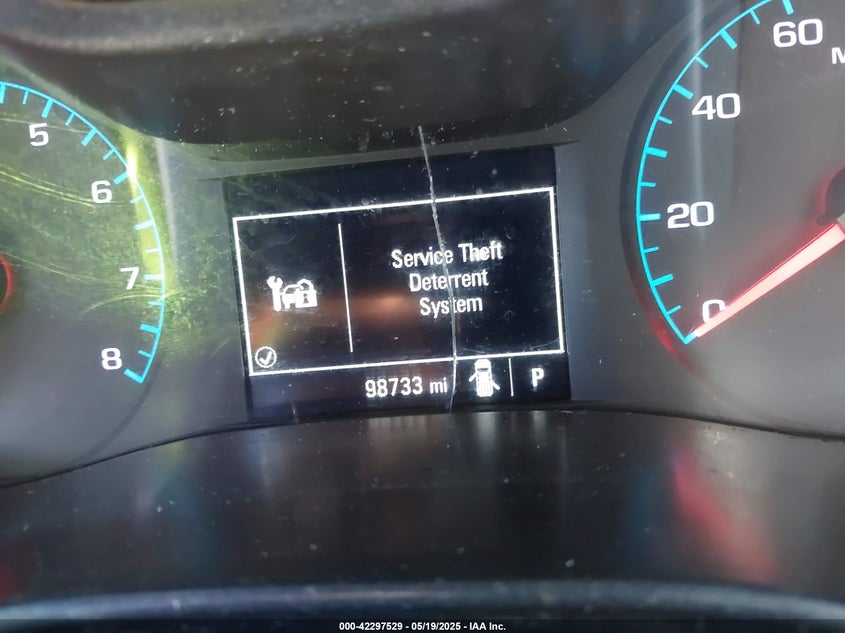 60
M
5
40
6
20
Service Theft
Deterrent
System
7
0
8
98733 mi
P
000-42297529 - 05/19/2025 - IAA Inc.